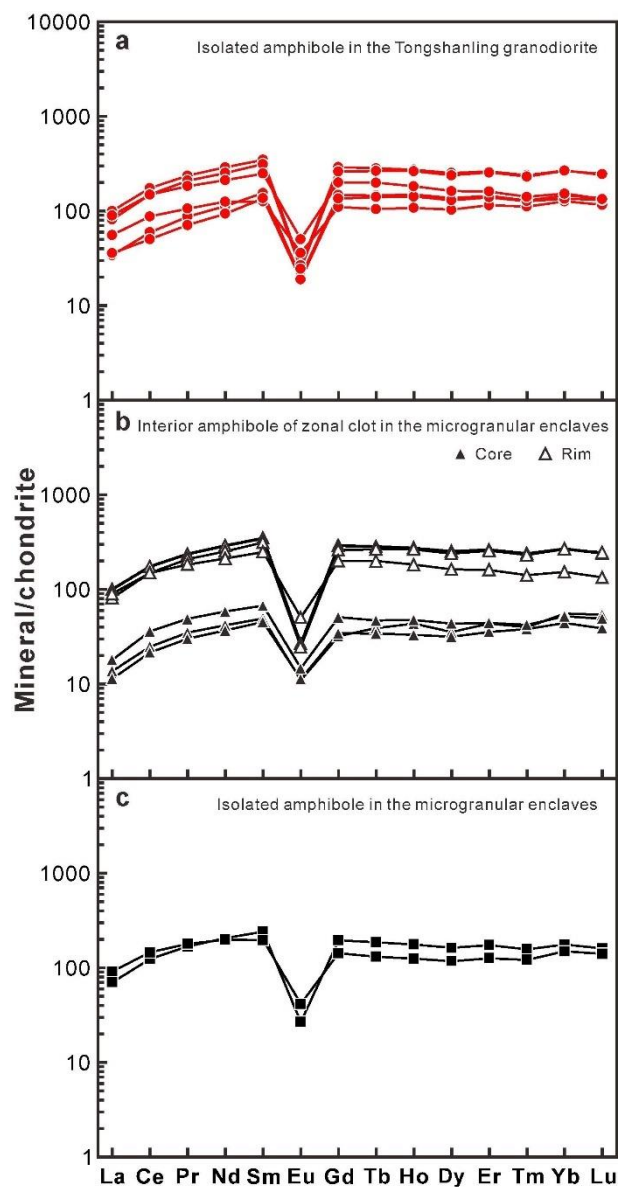 10000
a
Isolated amphibole in the Tongshanling granodiorite
1000
100
10
1
b
Interior amphibole of zonal clot in the microgranular enclaves
Core
Rim
1000
100
10
1
Mineral/chondrite
c
Isolated amphibole in the microgranular enclaves
1000
100
10
1
La Ce Pr Nd Sm Eu Gd Tb Ho Dy Er Tm Yb Lu